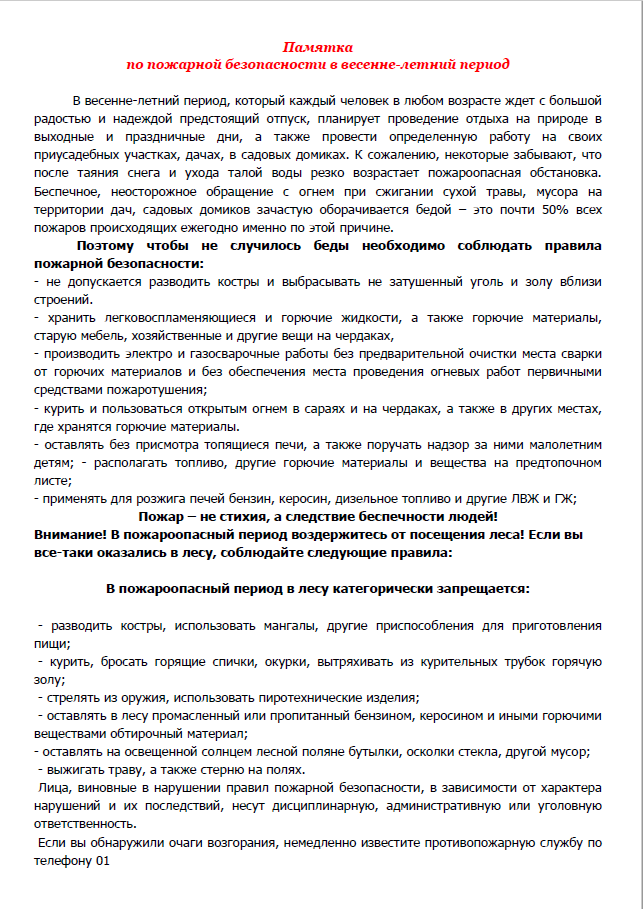 Памятка
по пожарной безопасности в весенне-летний период
В весенне-летний период, который каждый человек в любом возрасте ждет с большой
радостью и надеждой предстоящий отпуск, планирует проведение отдыха на природе в
выходные и праздничные дни, а также провести определенную работу на своих
приусадебных участках, дачах, в садовых домиках. К сожалению, некоторые забывают, что
после таяния снега и ухода талой воды резко возрастает пожароопасная обстановка.
Беспечное, неосторожное обращение с огнем при сжигании сухой травы, мусора на
территории дач, садовых домиков зачастую оборачивается бедой – это почти 50% всех
пожаров происходящих ежегодно именно по этой причине.
Поэтому чтобы не случилось беды необходимо соблюдать правила
пожарной безопасности:
- не допускается разводить костры и выбрасывать не затушенный уголь и золу вблизи
строений.
- хранить легковоспламеняющиеся и горючие жидкости, а также горючие материалы,
старую мебель, хозяйственные и другие вещи на чердаках,
- производить электро и газосварочные работы без предварительной очистки места сварки
от горючих материалов и без обеспечения места проведения огневых работ первичными
средствами пожаротушения;
- курить и пользоваться открытым огнем в сараях и на чердаках, а также в других местах,
где хранятся горючие материалы.
- оставлять без присмотра топящиеся печи, а также поручать надзор за ними малолетним
детям; - располагать топливо, другие горючие материалы и вещества на предтопочном
листе;
- применять для розжига печей бензин, керосин, дизельное топливо и другие ЛВЖ и ГЖ;
Пожар – не стихия, а следствие беспечности людей!
Внимание! В пожароопасный период воздержитесь от посещения леса! Если вы
все-таки оказались в лесу, соблюдайте следующие правила:
В пожароопасный период в лесу категорически запрещается:
- разводить костры, использовать мангалы, другие приспособления для приготовления
пищи;
- курить, бросать горящие спички, окурки, вытряхивать из курительных трубок горячую
золу;
- стрелять из оружия, использовать пиротехнические изделия;
- оставлять в лесу промасленный или пропитанный бензином, керосином и иными горючими
веществами обтирочный материал;
- оставлять на освещенной солнцем лесной поляне бутылки, осколки стекла, другой мусор;
- выжигать траву, а также стерню на полях.
Лица, виновные в нарушении правил пожарной безопасности, в зависимости от характера
нарушений и их последствий, несут дисциплинарную, административную или уголовную
ответственность.
Если вы обнаружили очаги возгорания, немедленно известите противопожарную службу по
телефону 01